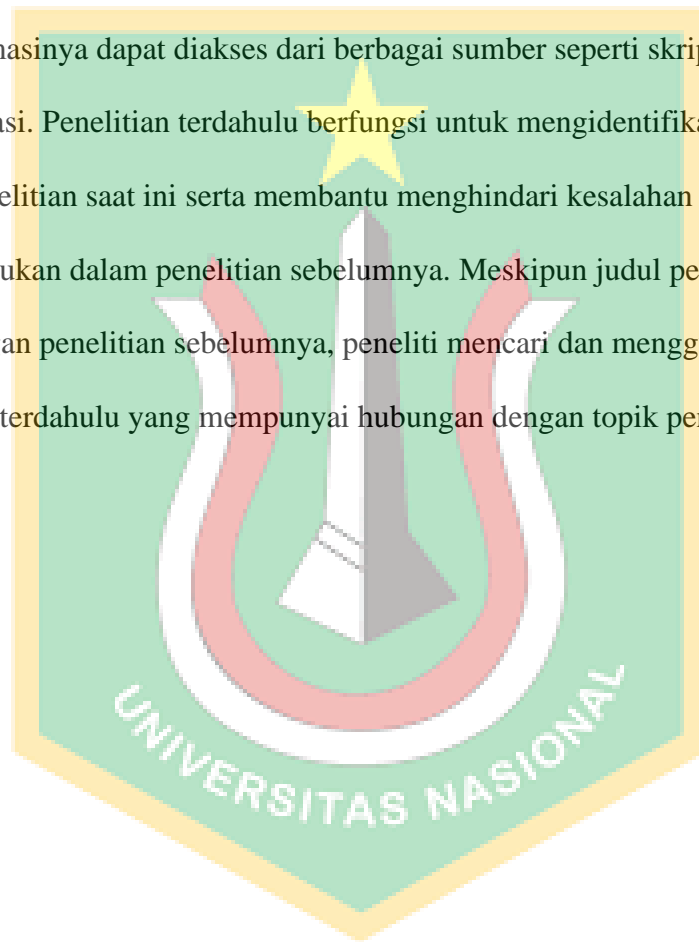 nasinya dapat diakses dari berbagai sumber seperti skrip
asi. Penelitian terdahulu berfungsi untuk mengidentifika
elitian saat ini serta membantu menghindari kesalahan
ukan dalam penelitian sebelumnya. Meskipun judul pe
an penelitian sebelumnya, peneliti mencari dan mengg
terdahulu yang mempunyai hubungan dengan topik pe
UNIVERSITAS NASIONAL